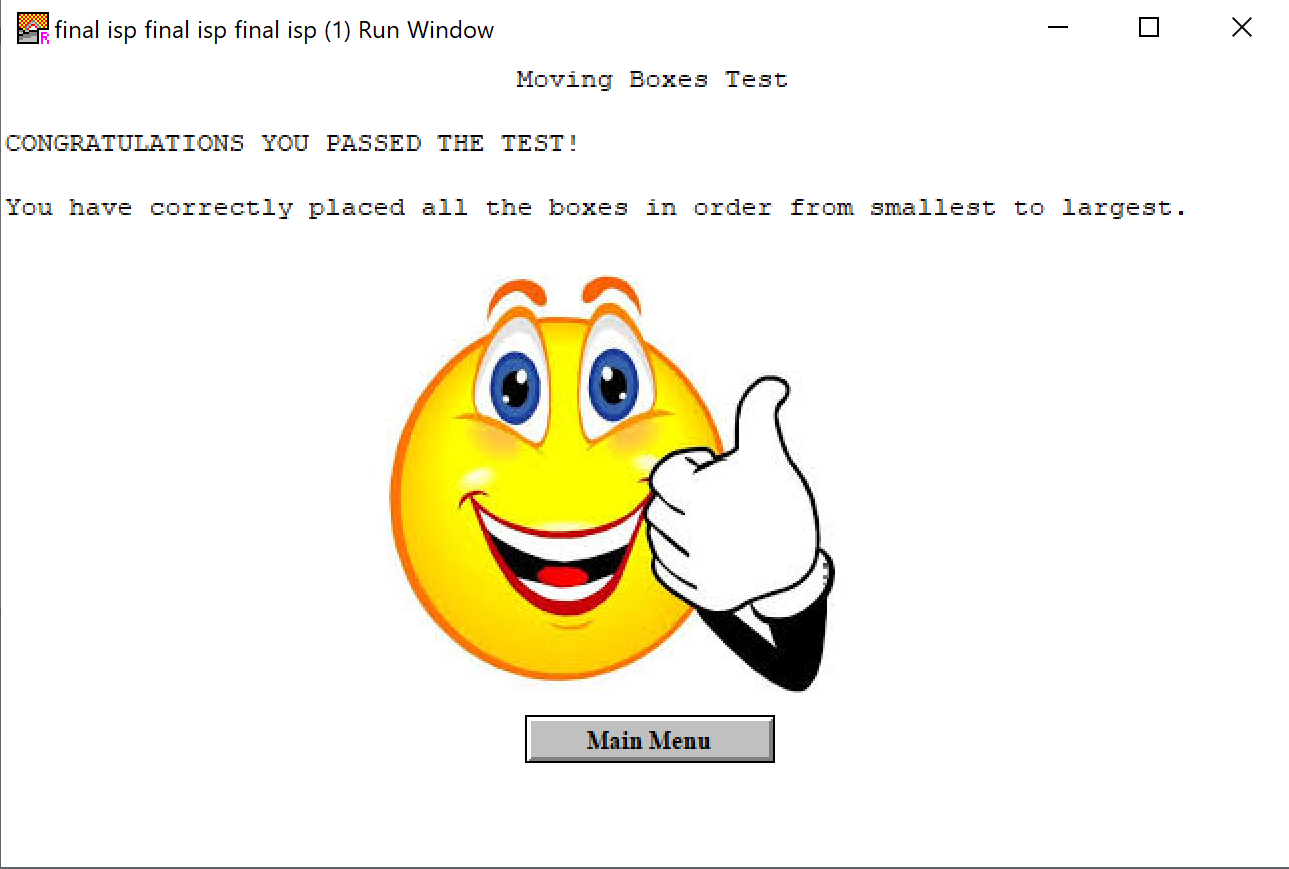 final isp final isp final isp (1) Run Window
Moving Boxes Test
CONGRATULATIONS YOU PASSED THE TEST!
You have correctly placed all the boxes in order from smallest to largest.
Main Menu